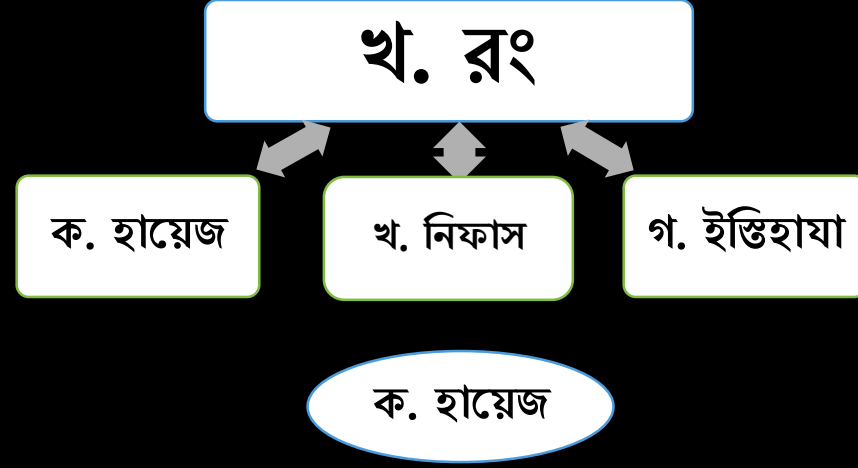 খ. রং
ক. হায়েজ
খ. নিফাস
গ. ইস্তিহাযা
ক. হায়েজ